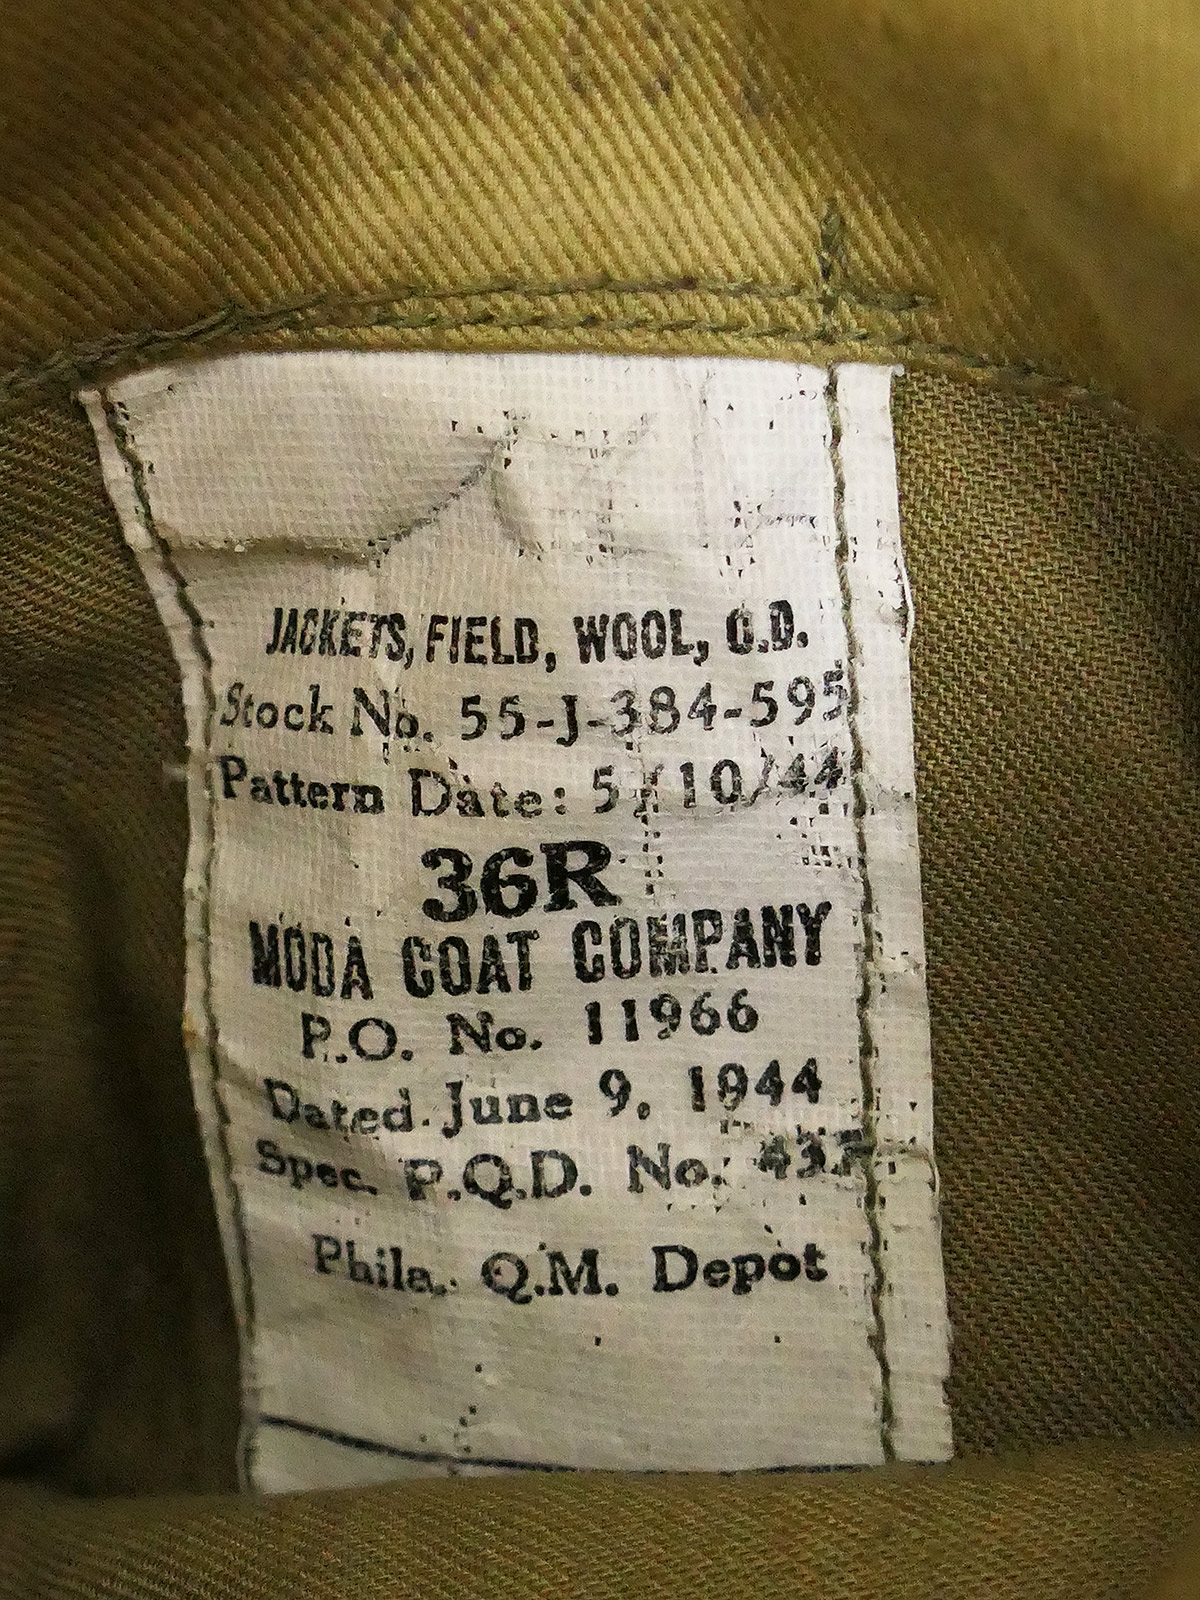 JACKETS, FIELD, WOOL, O.D.
Stock No. 55-J-384-595
Pattern Date: 5/10/44
36R
MODA COAT COMPANY
P.O. No. 11966
Dated June 9, 1944
Spec. P.Q.D. No. 437
Phila. Q.M. Depot